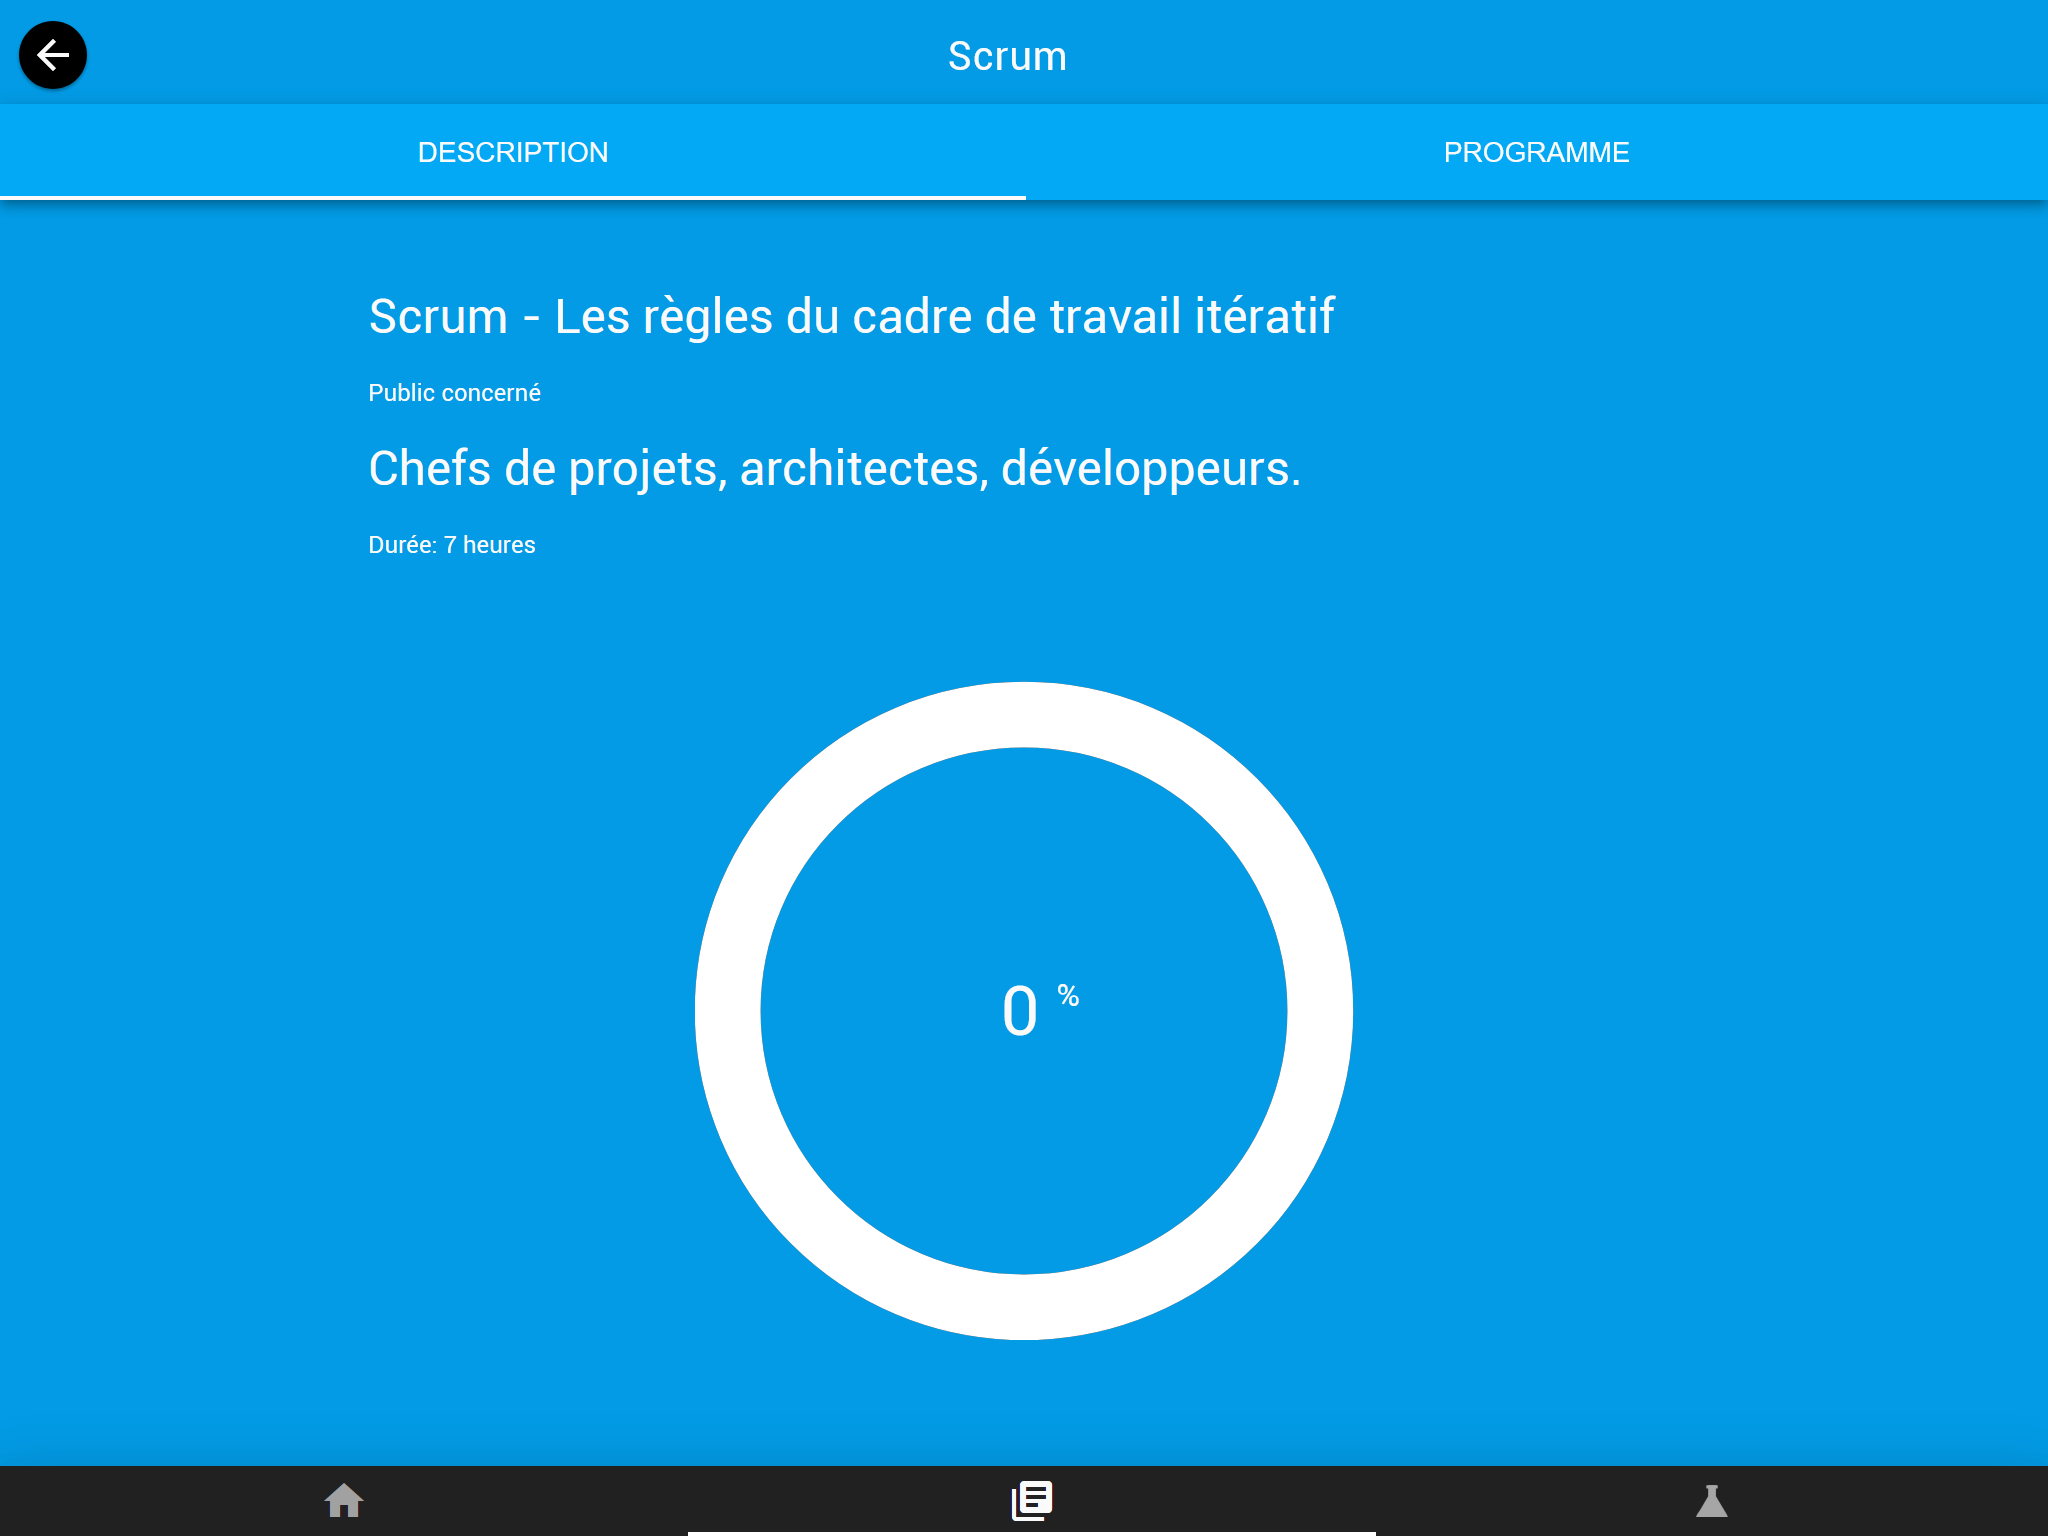 Scrum
DESCRIPTION
PROGRAMME
Scrum - Les règles du cadre de travail itératif
Public concerné
Chefs de projets, architectes, développeurs.
Durée: 7 heures
0 %